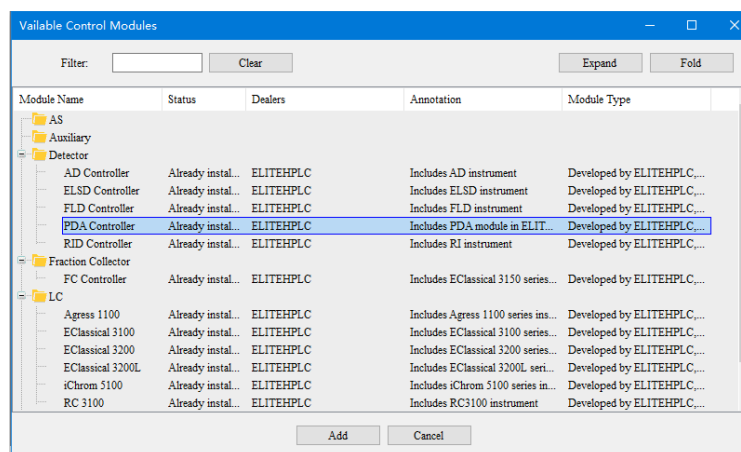 Vailable Control Modules
Filter: Clear Expand Fold
Module Name Status Dealers Annotation Module Type
AS
Auxiliary
Detector
AD Controller Already instal... ELITEHPLC Includes AD instrument Developed by ELITEHPLC,...
ELSD Controller Already instal... ELITEHPLC Includes ELSD instrument Developed by ELITEHPLC,...
FLD Controller Already instal... ELITEHPLC Includes FLD instrument Developed by ELITEHPLC,...
PDA Controller Already instal... ELITEHPLC Includes PDA module in ELIT... Developed by ELITEHPLC,...
RID Controller Already instal... ELITEHPLC Includes RI instrument Developed by ELITEHPLC,...
Fraction Collector
FC Controller Already instal... ELITEHPLC Includes EClassical 3150 series... Developed by ELITEHPLC,...
LC
Agress 1100 Already instal... ELITEHPLC Includes Agress 1100 series ins... Developed by ELITEHPLC,...
EClassical 3100 Already instal... ELITEHPLC Includes EClassical 3100 series... Developed by ELITEHPLC,...
EClassical 3200 Already instal... ELITEHPLC Includes EClassical 3200 series... Developed by ELITEHPLC,...
EClassical 3200L Already instal... ELITEHPLC Includes EClassical 3200L seri... Developed by ELITEHPLC,...
iChrom 5100 Already instal... ELITEHPLC Includes iChrom 5100 series in... Developed by ELITEHPLC,...
RC 3100 Already instal... ELITEHPLC Includes RC3100 instrument Developed by ELITEHPLC,...
Add Cancel